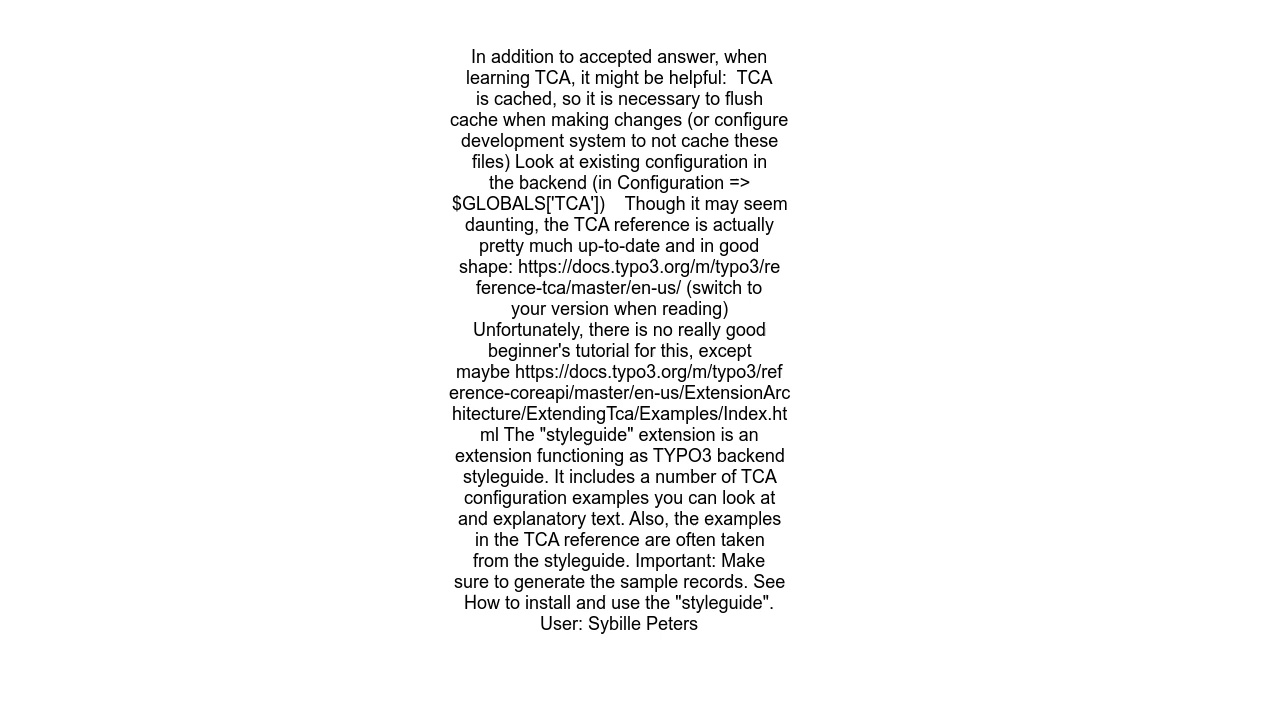 In addition to accepted answer, when
learning TCA, it might be helpful:  TCA
is cached, so it is necessary to flush
cache when making changes (or configure
development system to not cache these
files) Look at existing configuration in
the backend (in Configuration =>
$GLOBALS['TCA'])    Though it may seem
daunting, the TCA reference is actually
pretty much up-to-date and in good
shape: https://docs.typo3.org/m/typo3/re
ference-tca/master/en-us/ (switch to
your version when reading)
Unfortunately, there is no really good
beginner's tutorial for this, except
maybe https://docs.typo3.org/m/typo3/ref
erence-coreapi/master/en-us/ExtensionArc
hitecture/ExtendingTca/Examples/Index.ht
ml The "styleguide" extension is an
extension functioning as TYPO3 backend
styleguide. It includes a number of TCA
configuration examples you can look at
and explanatory text. Also, the examples
in the TCA reference are often taken
from the styleguide. Important: Make
sure to generate the sample records. See
How to install and use the "styleguide".
User: Sybille Peters